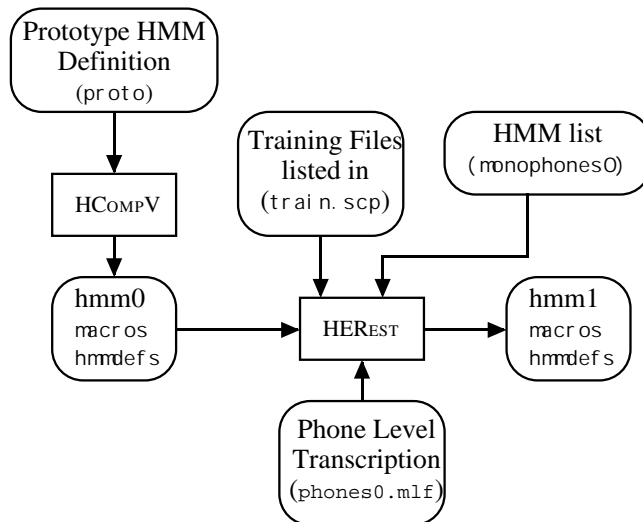 Prototype HMM
Definition
(proto)
HCOMPV
Training Files
listed in
(train.scp)
HMM list
(monophones0)
hmm0
macros
hmmdefs
HEREST
hmm1
macros
hmmdefs
Phone Level
Transcription
(phones0.mlf)